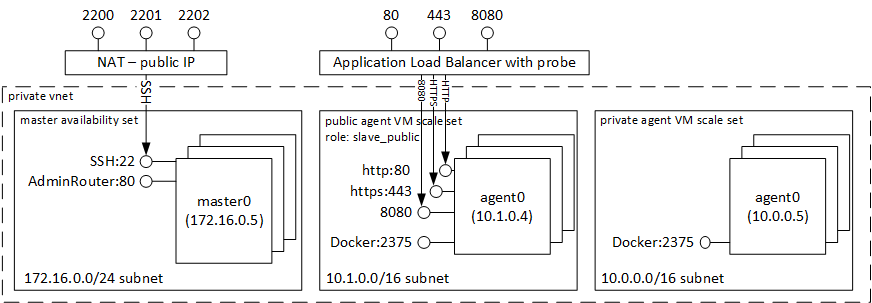 2200
2201
2202
80
443
8080
NAT – public IP
Application Load Balancer with probe
SSH
8080
HTTPS
HTTP
private vnet
master availability set
SSH:22
AdminRouter:80
master0
(172.16.0.5)
172.16.0.0/24 subnet
public agent VM scale set
role: slave_public
http:80
https:443
8080
Docker:2375
agent0
(10.1.0.4)
10.1.0.0/16 subnet
private agent VM scale set
Docker:2375
agent0
(10.0.0.5)
10.0.0.0/16 subnet